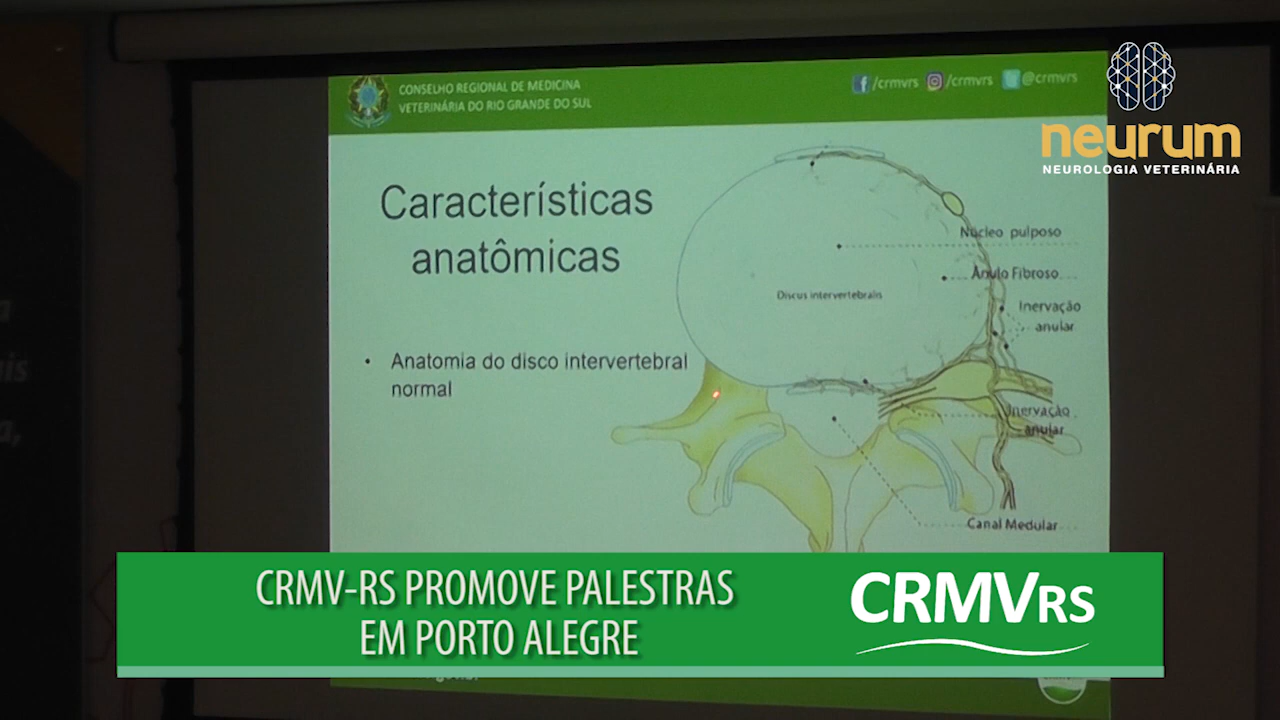 CONSELHO REGIONAL DE MEDICINA
VETERINÁRIA DO RIO GRANDE DO SUL
/crmvrs
/crmvrs
@crmvrs
neurum
NEUROLOGIA VETERINÁRIA
Características
anatômicas
• Anatomia do disco intervertebral
normal
Núcleo pulposo
Ânulo Fibroso
Discus intervertebralis
Inervação
anular
Inervação
anular
Canal Medular
CRMV-RS PROMOVE PALESTRAS
EM PORTO ALEGRE
CRMVRS